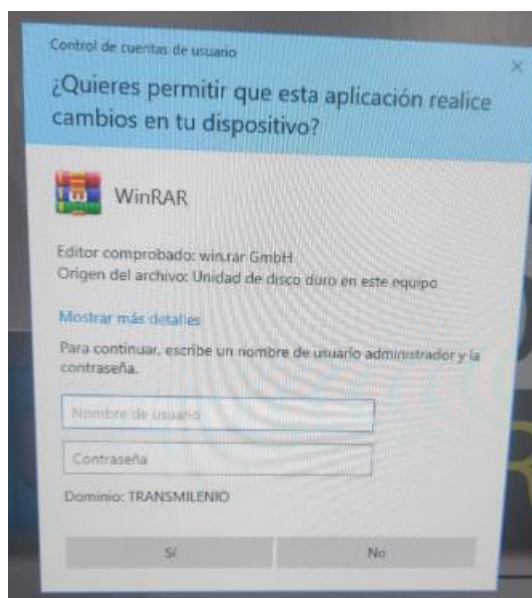 Control de cuentas de usuario
¿Quieres permitir que esta aplicación realice
cambios en tu dispositivo?
WinRAR
Editor comprobado: win.rar GmbH
Origen del archivo: Unidad de disco duro en este equipo
Mostrar más detalles
Para continuar, escribe un nombre de usuario administrador y la
contraseña.
Nombre de usuario
Contraseña
Dominio: TRANSMILENIO
Sí
No